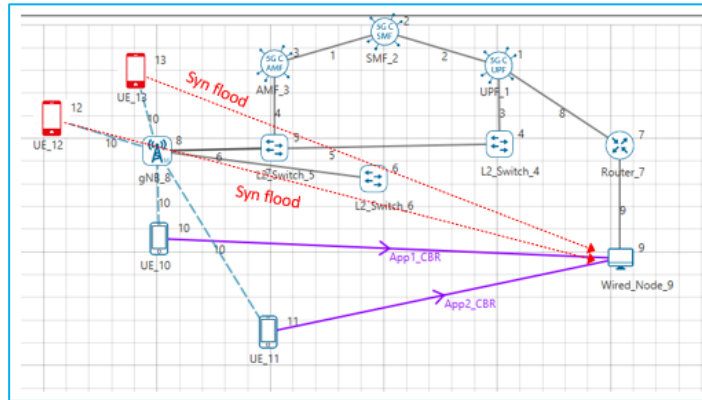 2
5G C
SMF
SMF_2
1
2
3
5G C
AMF
AMF_3
1
5G C
UPF
UPF_1
13
UE_13
Syn flood
12
UE_12
10
10
4
3
8
8
gNB_8
6
5
L2_Switch_5
5
4
L2_Switch_4
7
Router_7
6
L2_Switch_6
Syn flood
10
10
10
UE_10
9
9
Wired_Node_9
App1_CBR
App2_CBR
11
UE_11